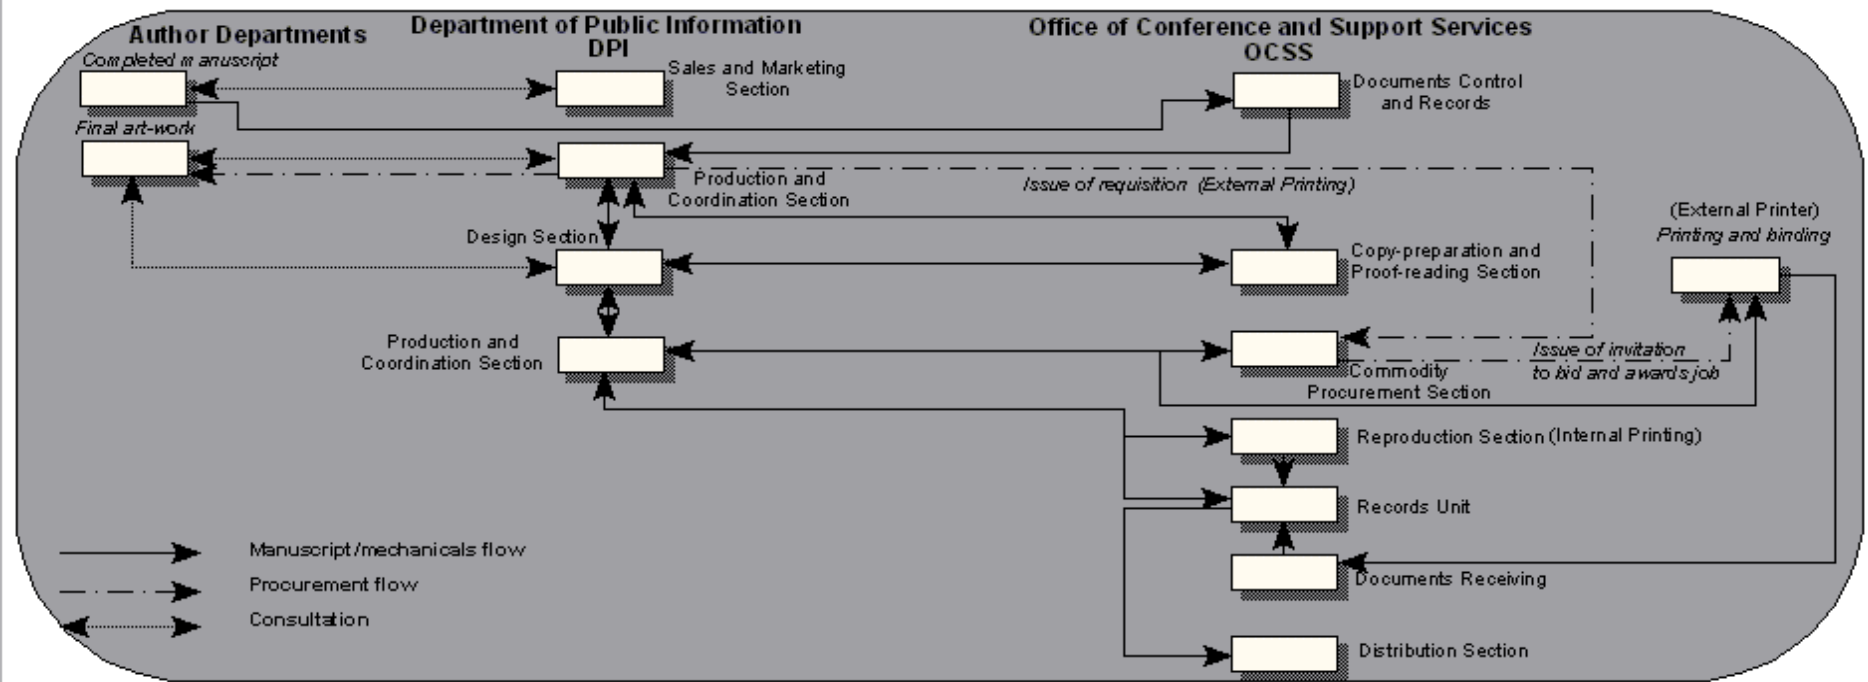 Author Departments
Department of Public Information
DPI
Office of Conference and Support Services
OCSS
Completed manuscript
Sales and Marketing
Section
Documents Control
and Records
Final art-work
Production and
Coordination Section
Issue of requisition (External Printing)
(External Printer)
Printing and binding
Design Section
Copy-preparation and
Proof-reading Section
Production and
Coordination Section
Issue of invitation
to bid and awards job
Commodity
Procurement Section
Reproduction Section (Internal Printing)
Records Unit
Documents Receiving
Distribution Section
Manuscript/mechanicals flow
Procurement flow
Consultation